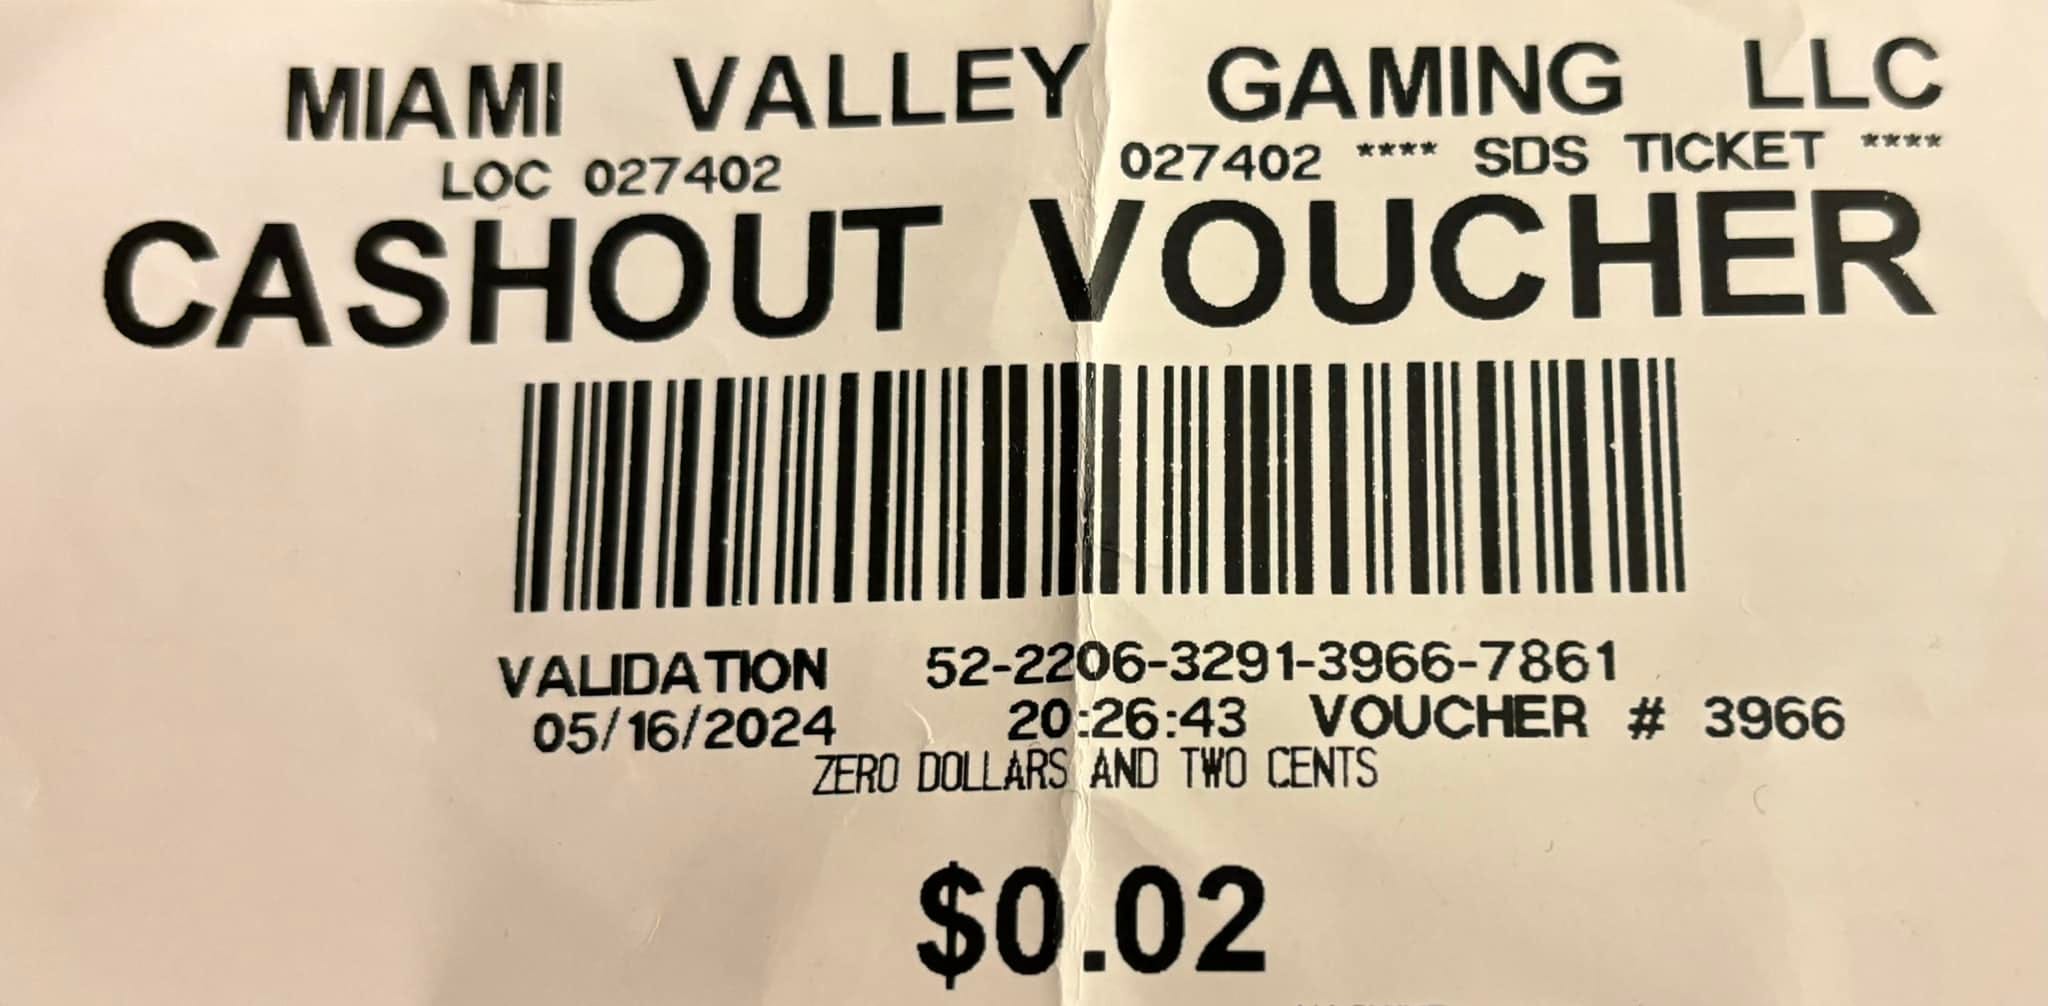 MIAMI VALLEY GAMING LLC
LOC 027402 027402 **** SDS TICKET ****
CASHOUT VOUCHER
VALIDATION 52-2206-3291-3966-7861
05/16/2024 20:26:43 VOUCHER # 3966
ZERO DOLLARS AND TWO CENTS
$0.02